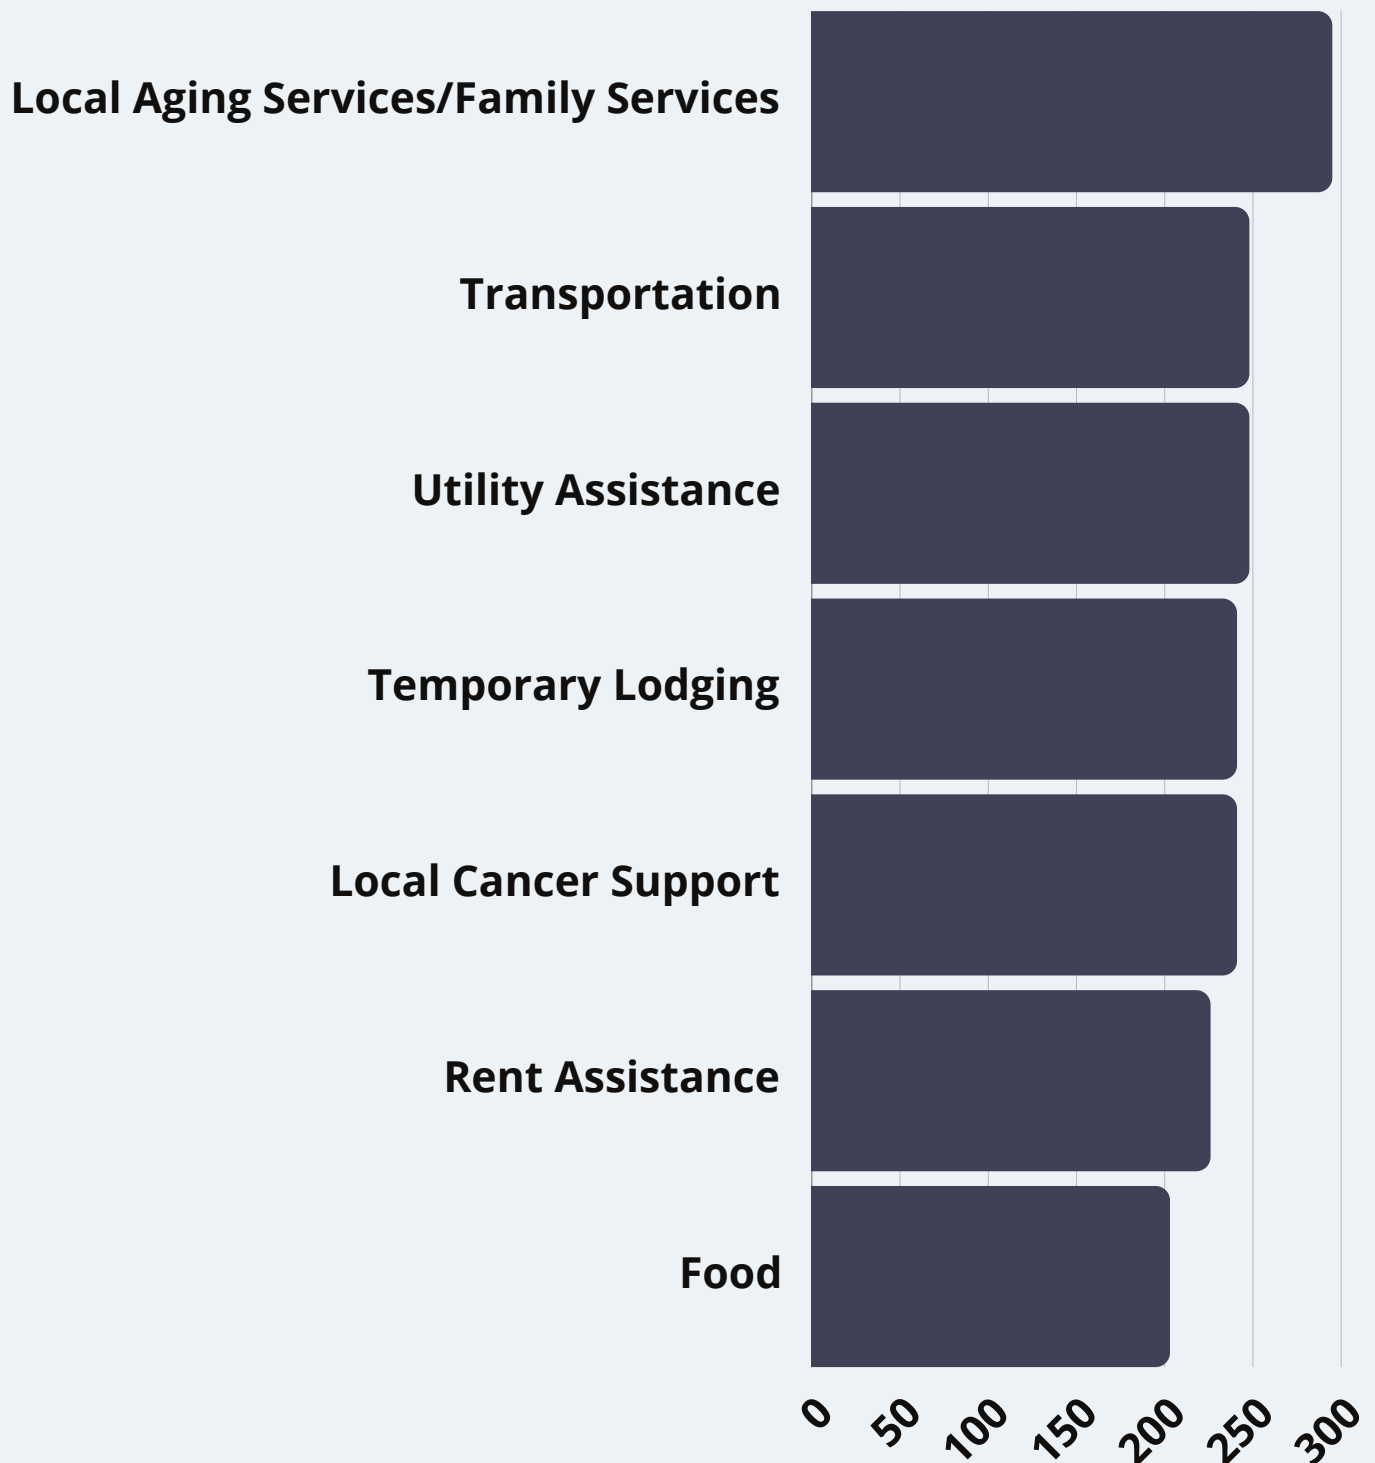 Local Aging Services/Family Services
Transportation
Utility Assistance
Temporary Lodging
Local Cancer Support
Rent Assistance
Food
0
50
100
150
200
250
300